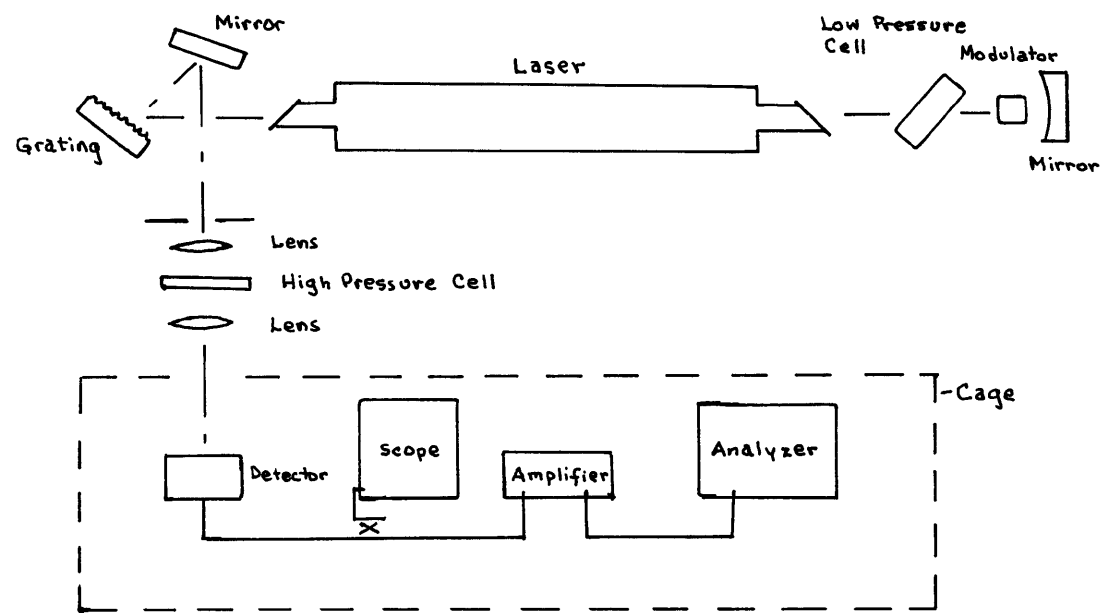 Mirror
Low Pressure
Cell
Modulator
Laser
Grating
Mirror
Lens
High Pressure Cell
Lens
Cage
Scope
Analyzer
Detector
Amplifier
X